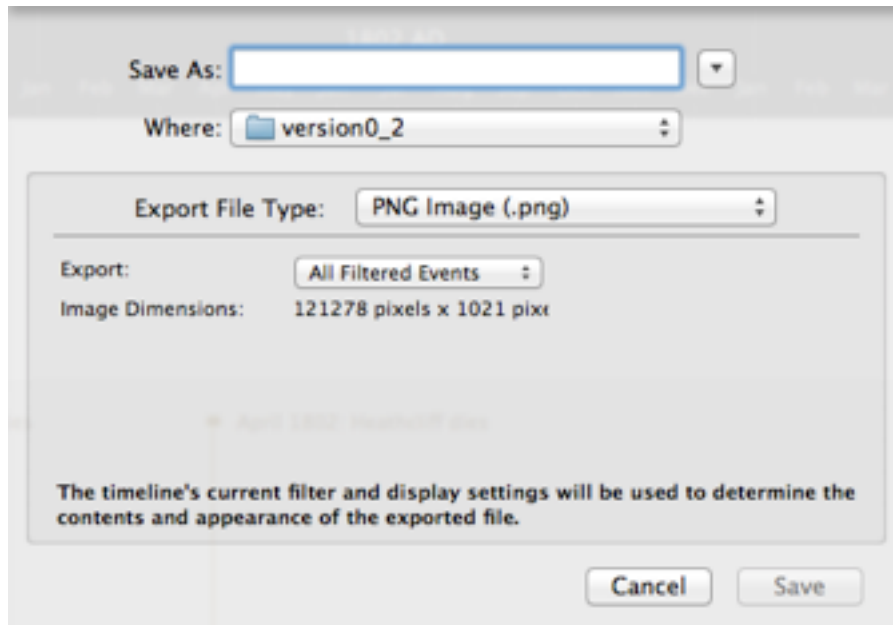 1802 AD
Save As:
Where: version0_2
Export File Type: PNG Image (.png)
Export: All Filtered Events
Image Dimensions: 121278 pixels x 1021 pixe
April 1802: Heathcliff dies
The timeline's current filter and display settings will be used to determine the
contents and appearance of the exported file.
Cancel Save